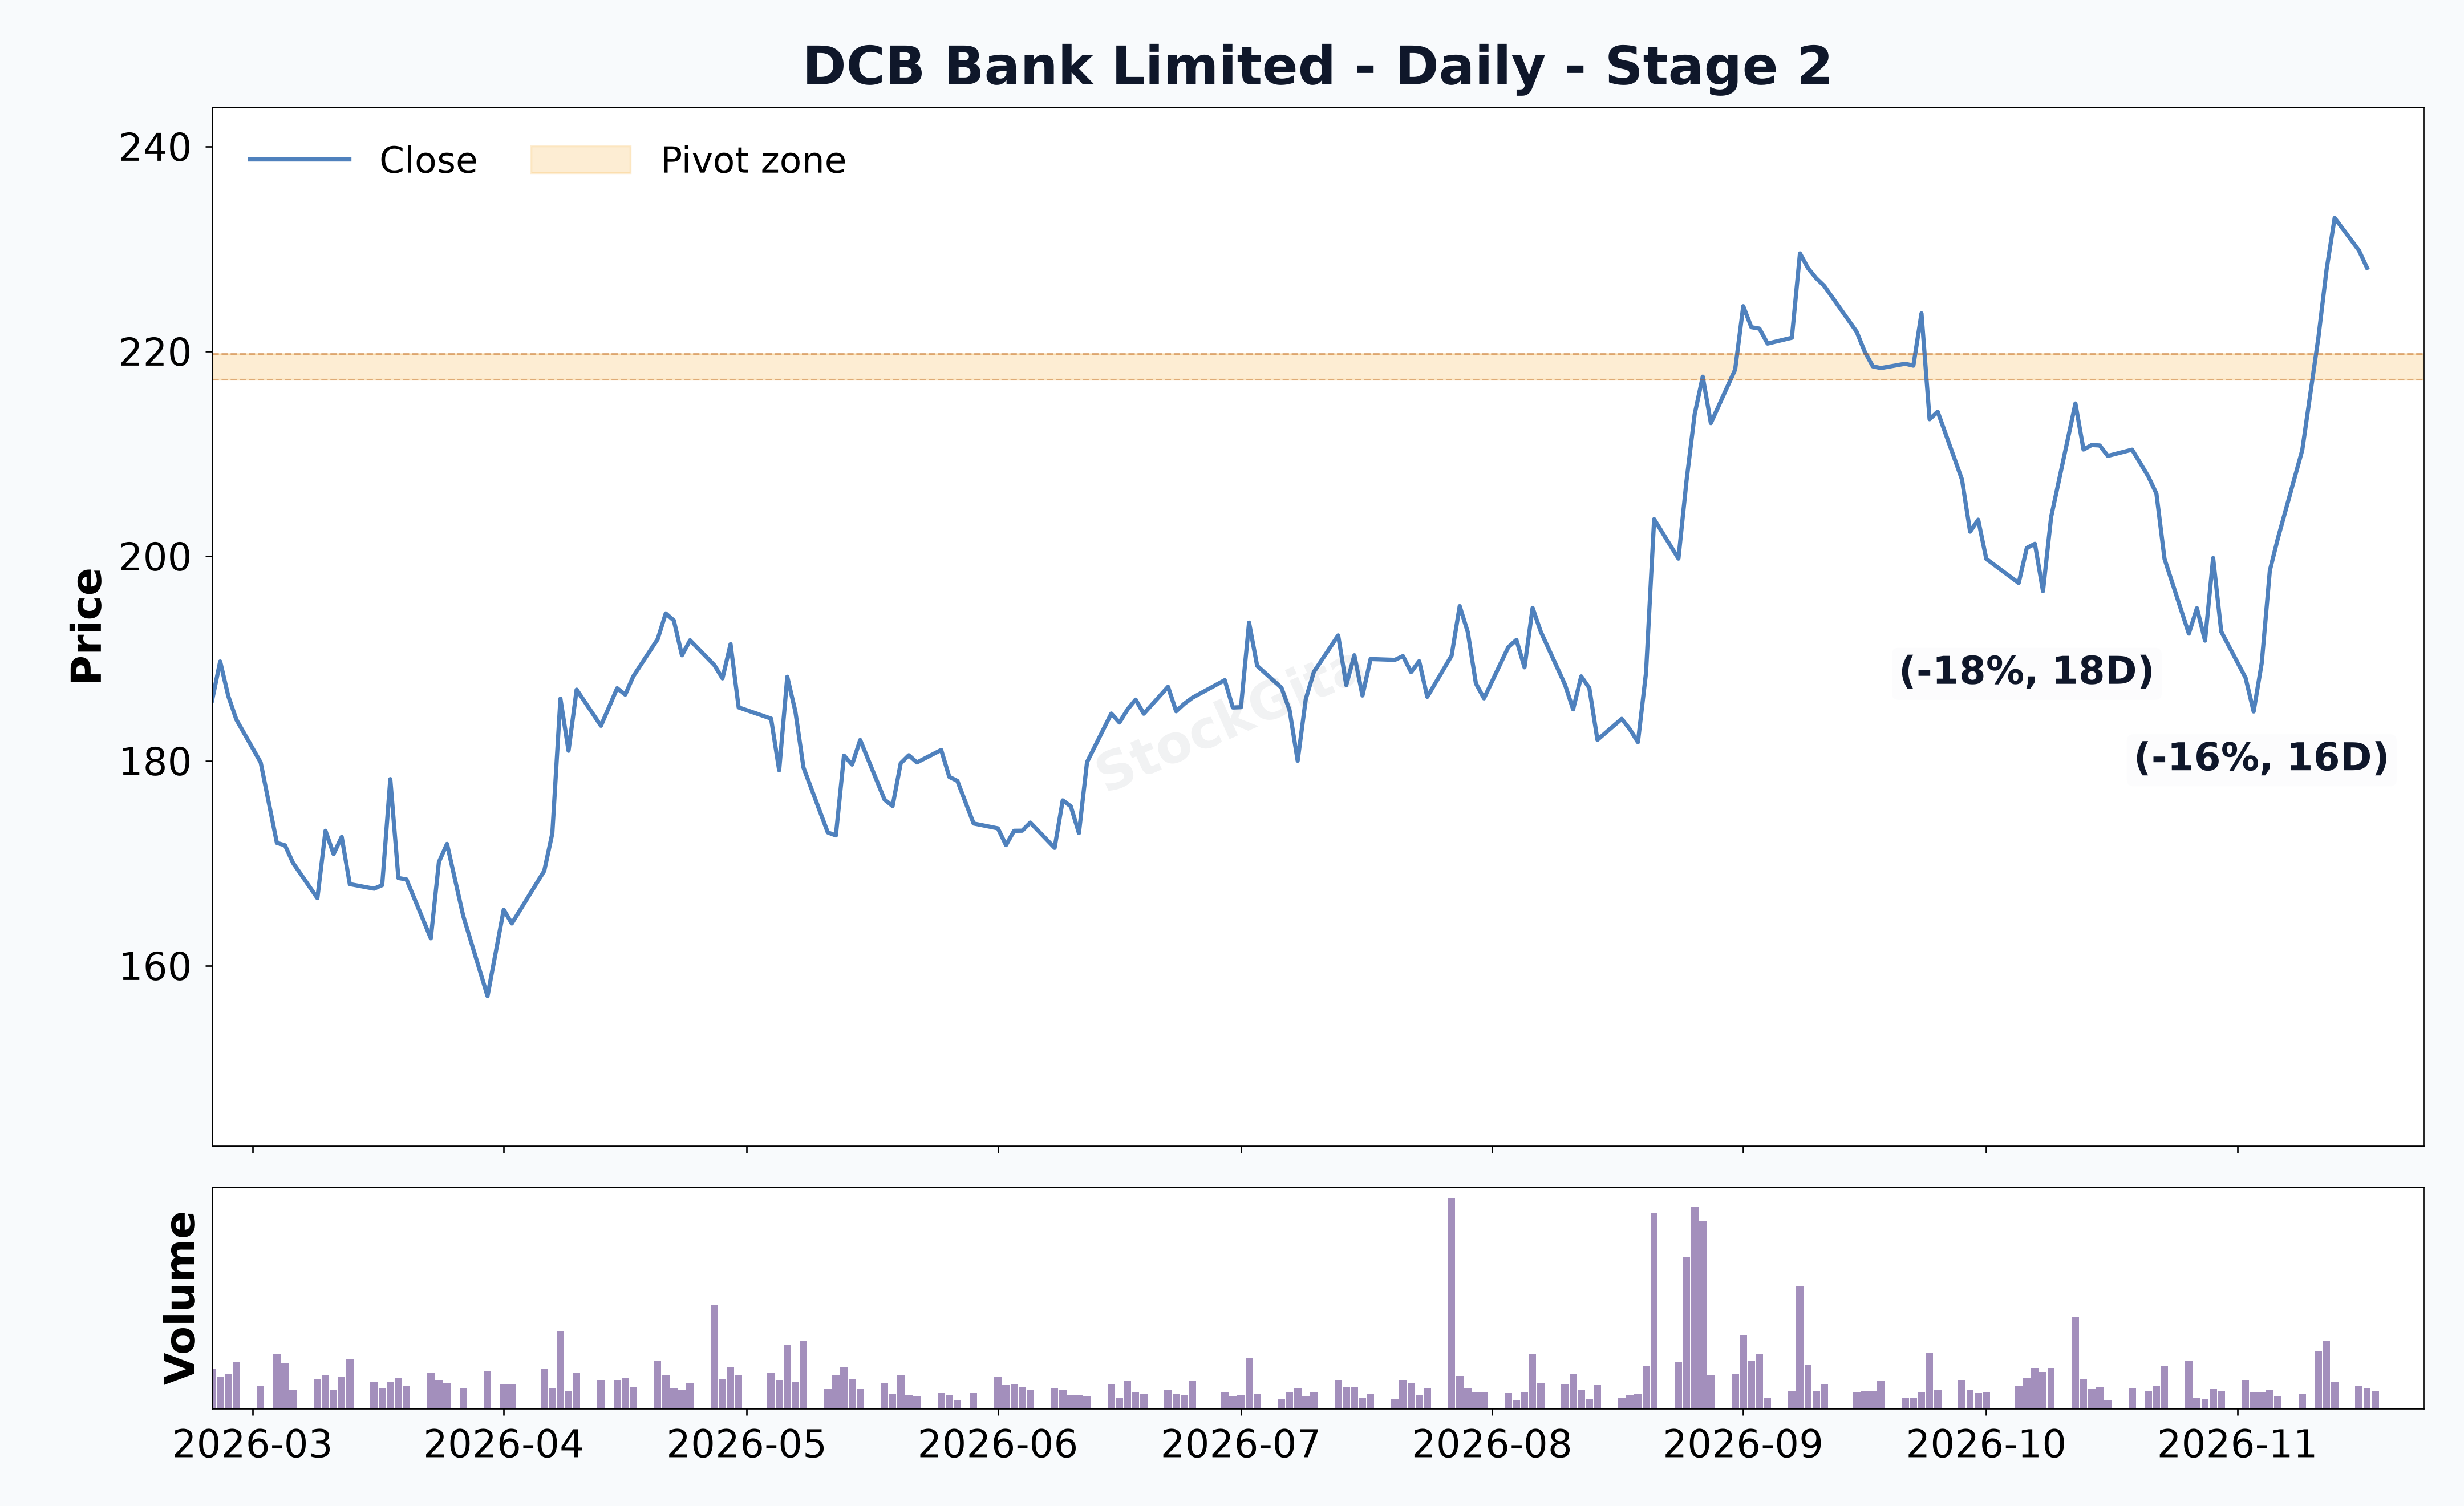 DCB Bank Limited - Daily - Stage 2
Close
Pivot zone
Price
240
220
200
180
160
StockGita
(-18%, 18D)
(-16%, 16D)
Volume
2026-03
2026-04
2026-05
2026-06
2026-07
2026-08
2026-09
2026-10
2026-11